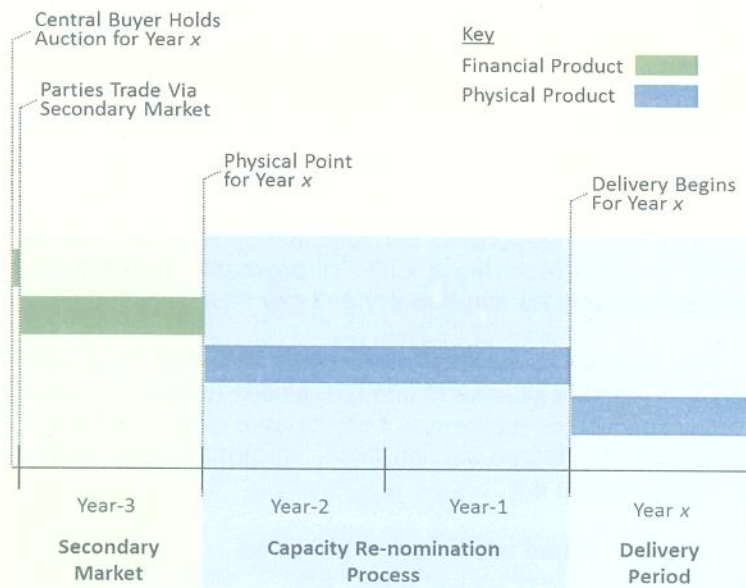 Central Buyer Holds
Auction for Year x
Parties Trade Via
Secondary Market
Physical Point
for Year x
Key
Financial Product
Physical Product
Delivery Begins
For Year x
Year-3
Year-2
Year-1
Year x
Secondary
Market
Capacity Re-nomination
Process
Delivery
Period